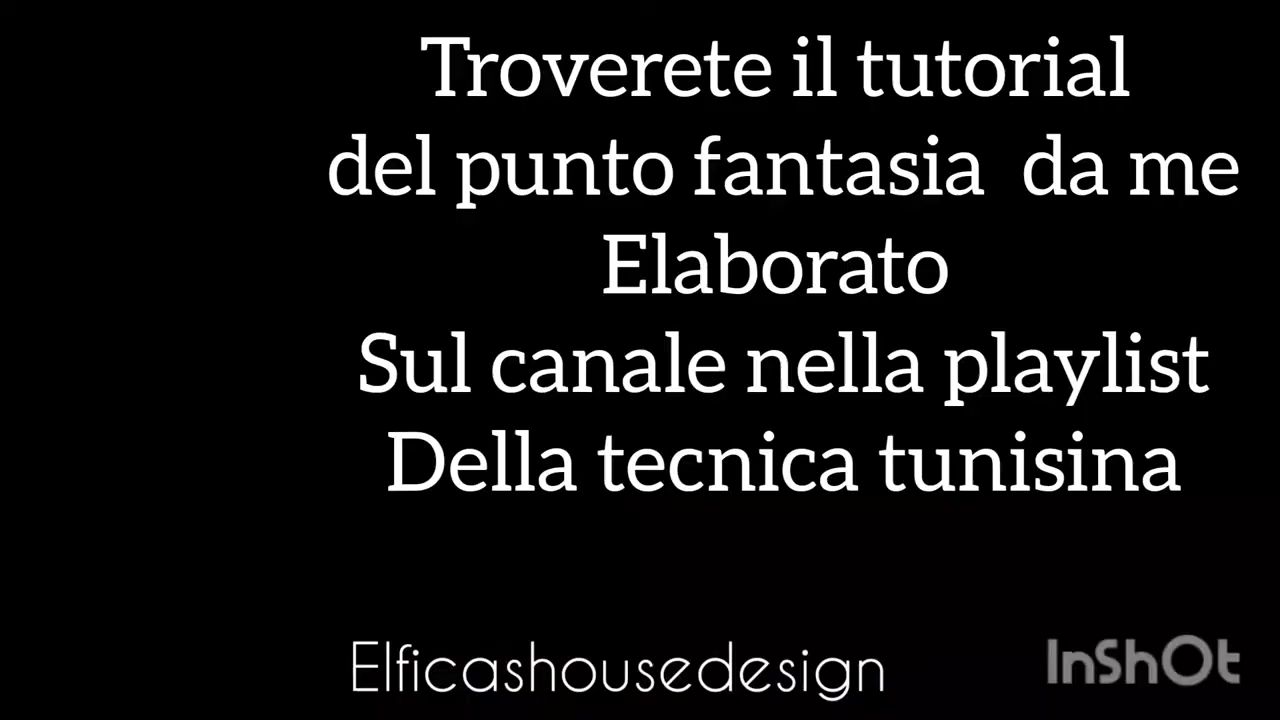 Troverete il tutorial
del punto fantasia da me
Elaborato
Sul canale nella playlist
Della tecnica tunisina
Elficashousedesign
InShOt